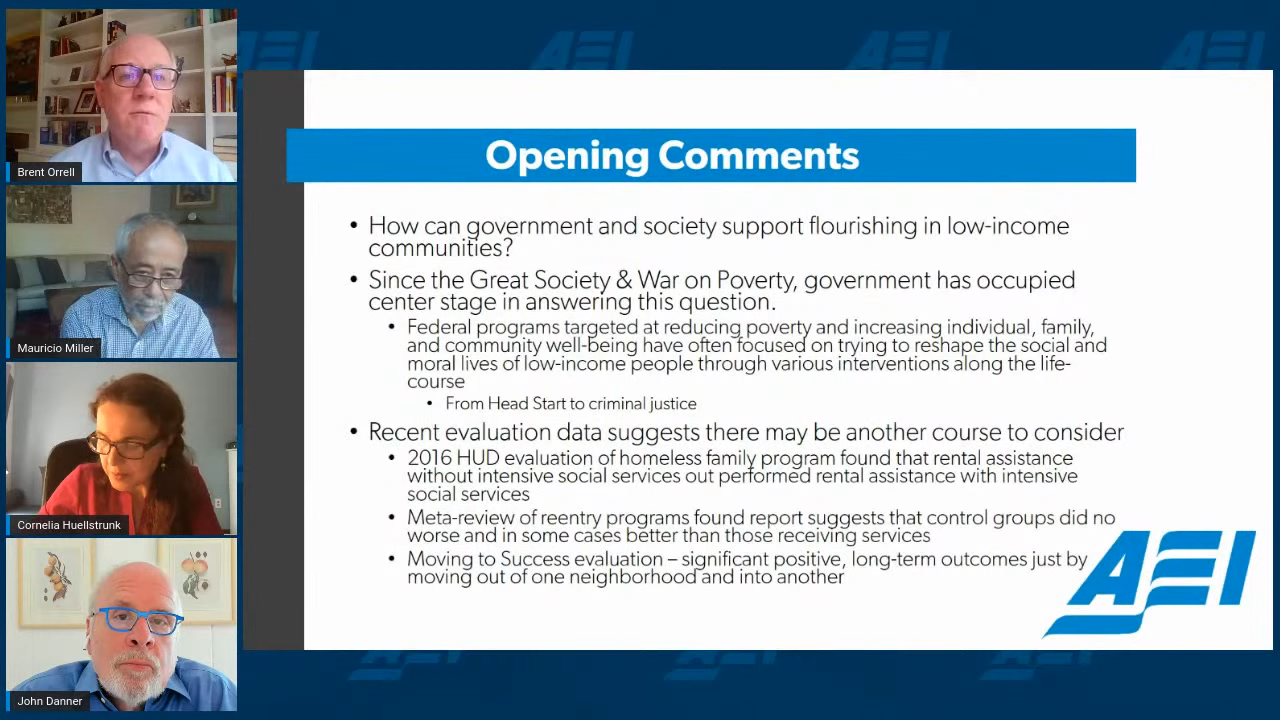 Brent Orrell
Mauricio Miller
Cornelia Huellstrunk
John Danner
AEI
AEI
AEI
AEI
Opening Comments
• How can government and society support flourishing in low-income
communities?
• Since the Great Society & War on Poverty, government has occupied
center stage in answering this question.
• Federal programs targeted at reducing poverty and increasing individual, family,
and community well-being have often focused on trying to reshape the social and
moral lives of low-income people through various interventions along the life-
course
• From Head Start to criminal justice
• Recent evaluation data suggests there may be another course to consider
• 2016 HUD evaluation of homeless family program found that rental assistance
without intensive social services out performed rental assistance with intensive
social services
• Meta-review of reentry programs found report suggests that control groups did no
worse and in some cases better than those receiving services
• Moving to Success evaluation – significant positive, long-term outcomes just by
moving out of one neighborhood and into another
AEI
AEI
AEI
AEI